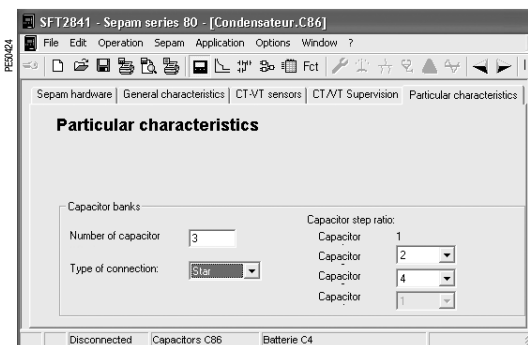 SFT2841 - Sepam series 80 - [Condensateur.C86]
File Edit Operation Sepam Application Options Window ?
PE50424
Fct
Sepam hardware General characteristics CT-VT sensors CT/VT Supervision Particular characteristics
Particular characteristics
Capacitor banks
Capacitor step ratio:
Number of capacitor 3 Capacitor 1
Capacitor 2
Type of connection: Star Capacitor 4
Capacitor 1
Disconnected Capacitors C86 Batterie C4